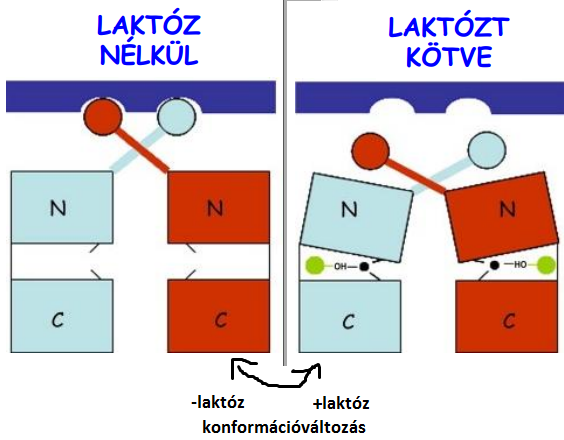 LAKTÓZ
NÉLKÜL
LAKTÓZT
KÖTVE
N
N
C
C
N
N
OH
HO
C
C
-laktóz
+laktóz
konformációváltozás